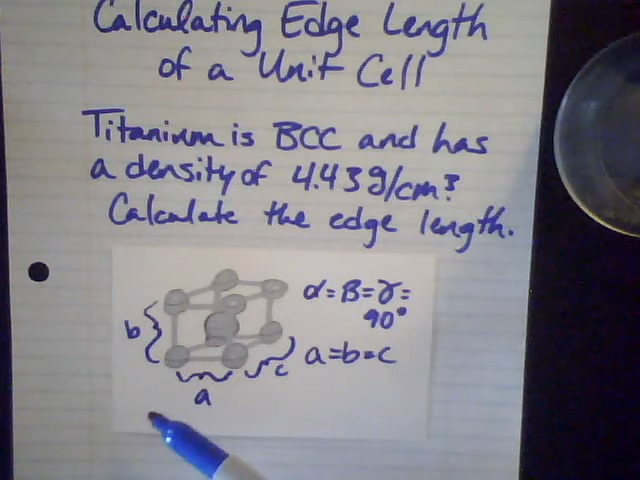 Calculating Edge Length
of a Unit Cell
Titanium is BCC and has
a density of 4.43g/cm³.
Calculate the edge length.
α=β=γ=
90°
b
a=b=c
c
a